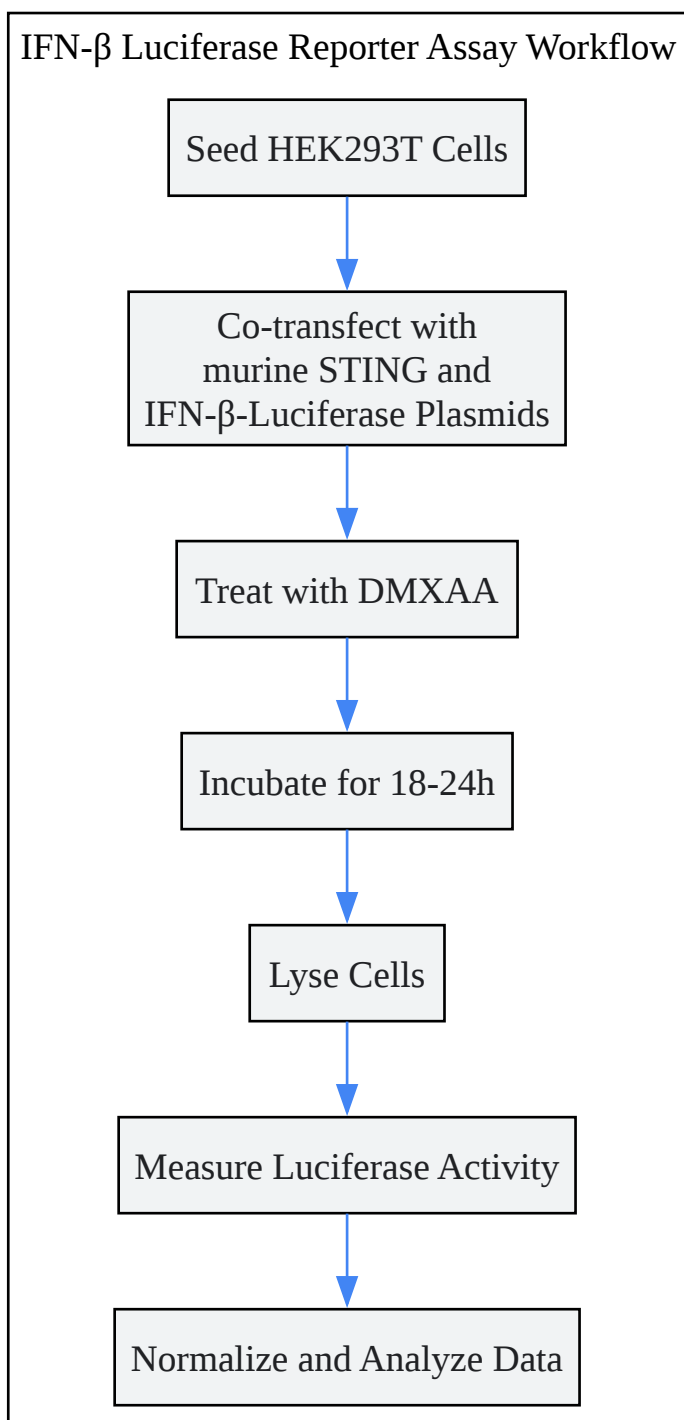 IFN-β Luciferase Reporter Assay Workflow
Seed HEK293T Cells
Co-transfect with
murine STING and
IFN-β-Luciferase Plasmids
Treat with DMXAA
Incubate for 18-24h
Lyse Cells
Measure Luciferase Activity
Normalize and Analyze Data